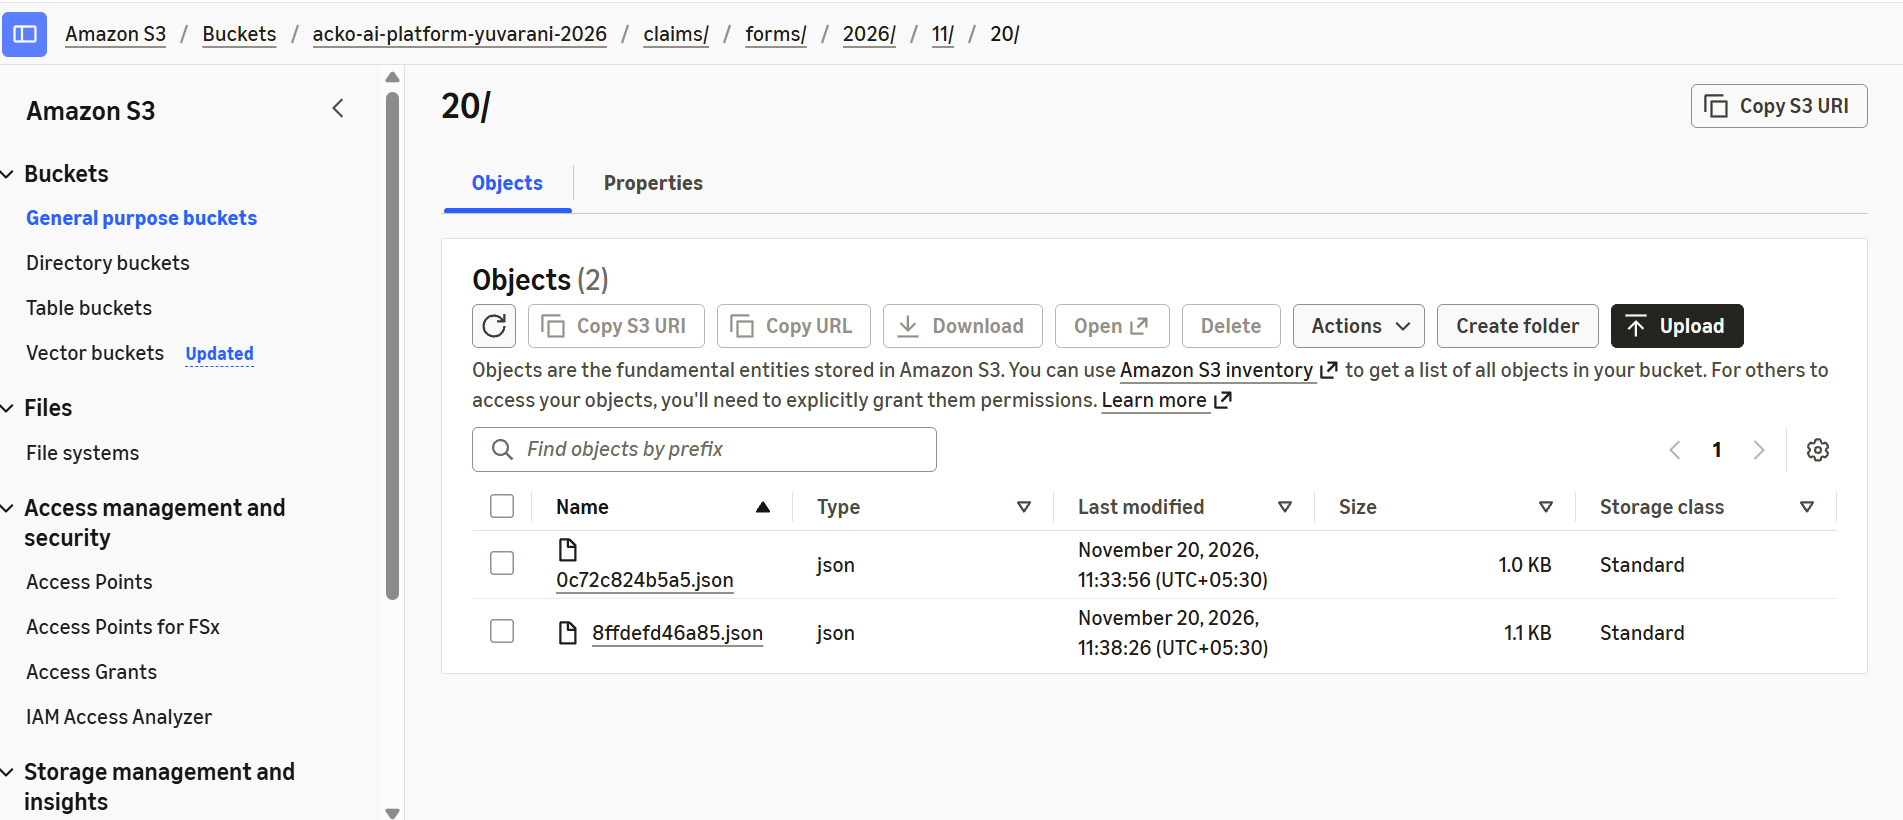 Amazon S3 / Buckets / acko-ai-platform-yuvarani-2026 / claims/ / forms/ / 2026/ / 11/ / 20/
Amazon S3
Buckets
General purpose buckets
Directory buckets
Table buckets
Vector buckets Updated
Files
File systems
Access management and
security
Access Points
Access Points for FSx
Access Grants
IAM Access Analyzer
Storage management and
insights
20/
Copy S3 URI
Objects Properties
Objects (2)
Copy S3 URI Copy URL Download Open Delete Actions Create folder Upload
Objects are the fundamental entities stored in Amazon S3. You can use Amazon S3 inventory to get a list of all objects in your bucket. For others to
access your objects, you'll need to explicitly grant them permissions. Learn more
Find objects by prefix
1
Name Type Last modified Size Storage class
0c72c824b5a5.json json November 20, 2026,
11:33:56 (UTC+05:30) 1.0 KB Standard
8ffdefd46a85.json json November 20, 2026,
11:38:26 (UTC+05:30) 1.1 KB Standard